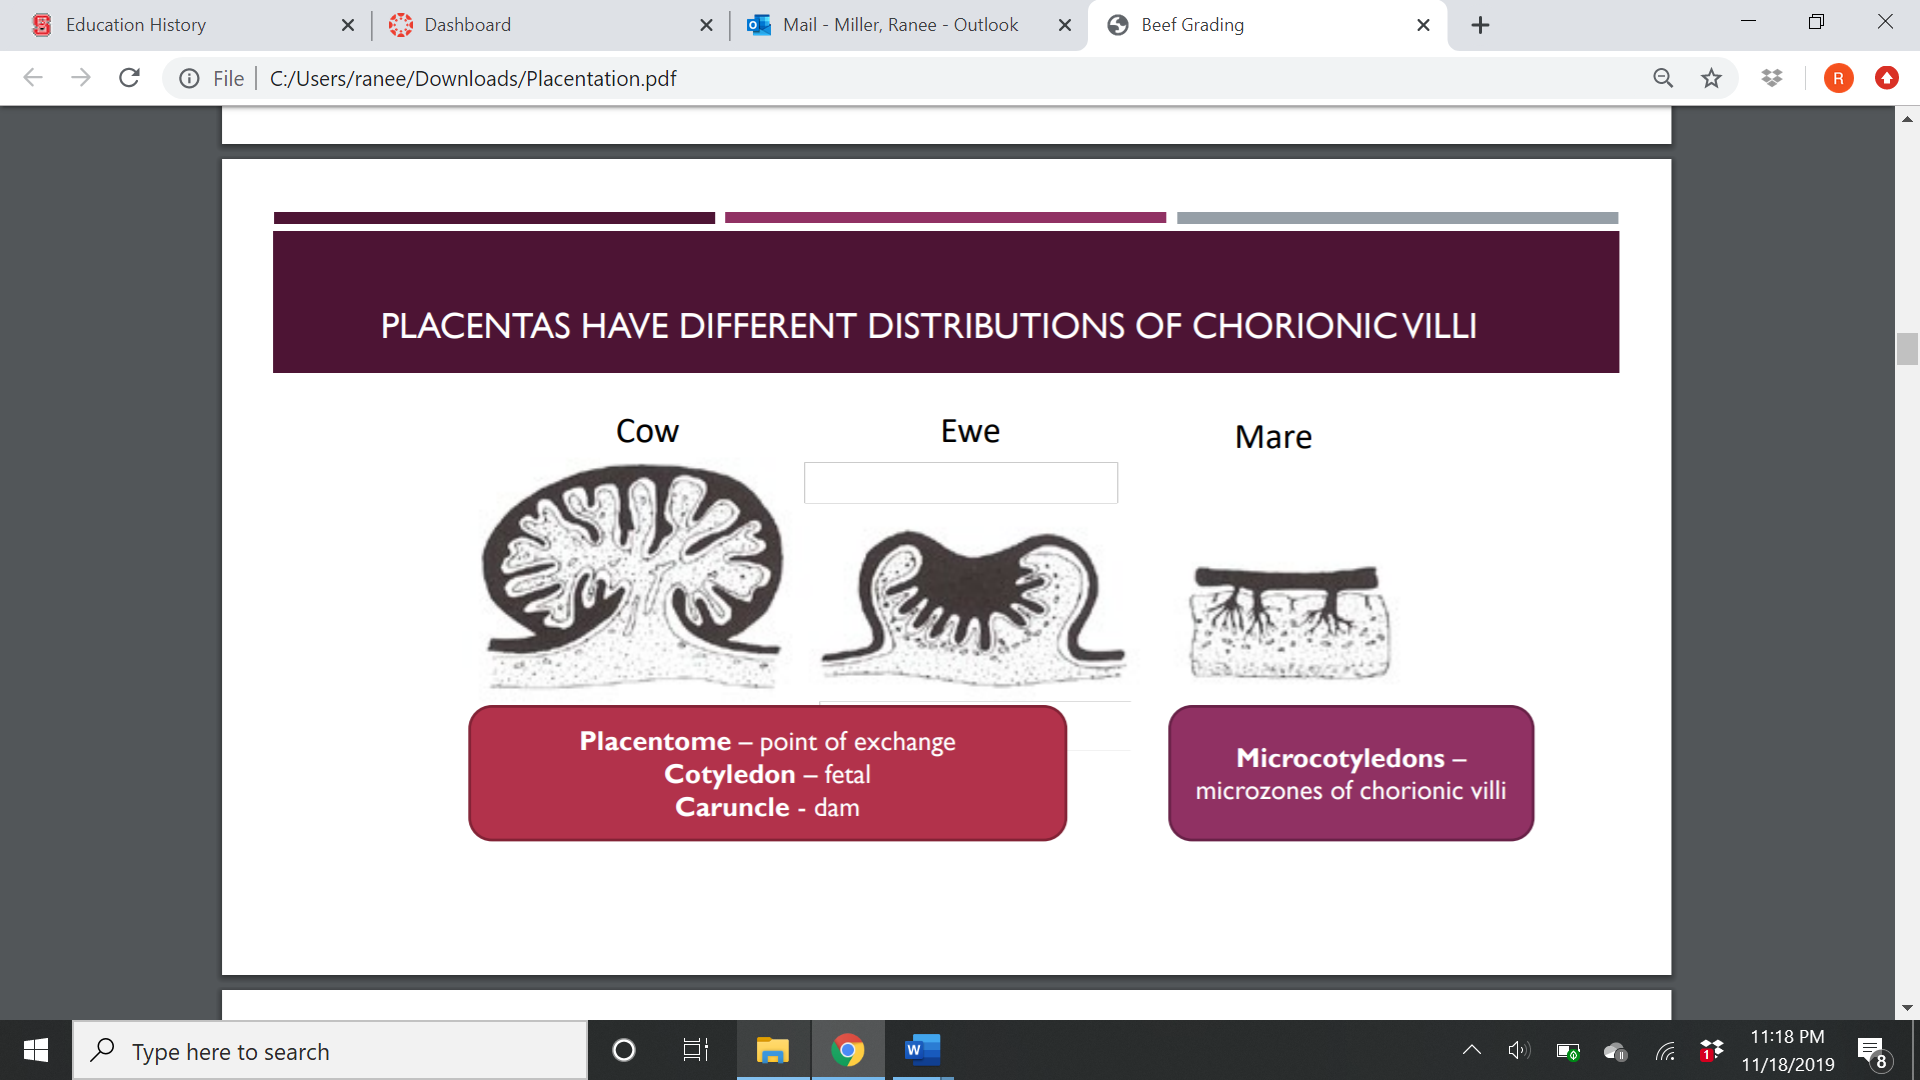 Education History
Dashboard
Mail - Miller, Ranee - Outlook
Beef Grading
File
C:/Users/ranee/Downloads/Placentation.pdf
R
PLACENTAS HAVE DIFFERENT DISTRIBUTIONS OF CHORIONIC VILLI
Cow
Ewe
Mare
Placentome – point of exchange
Cotyledon – fetal
Caruncle - dam
Microcotyledons –
microzones of chorionic villi
Type here to search
W
1
11:18 PM
11/18/2019
8